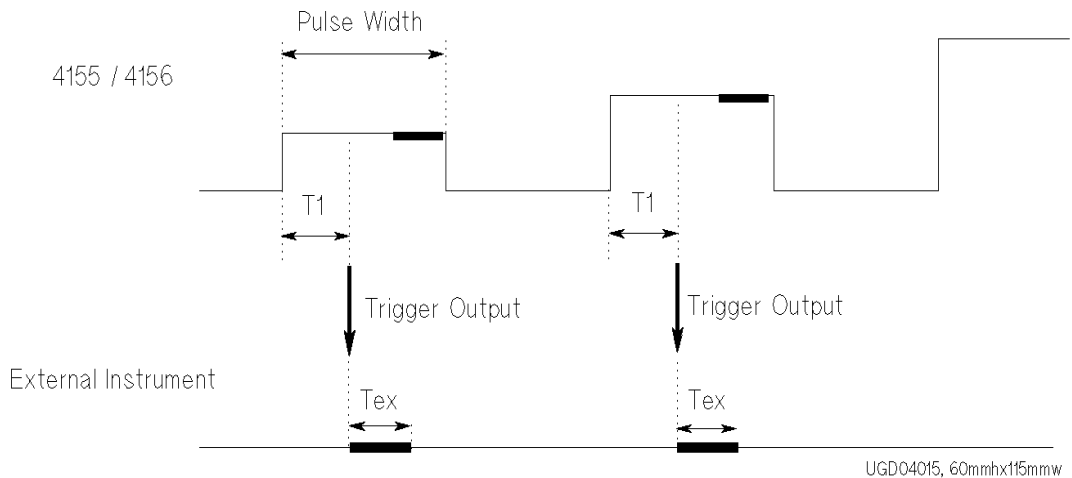 Pulse Width
4155 / 4156
T1
T1
Trigger Output
Trigger Output
External Instrument
Tex
Tex
UGD04015, 60mmhx115mmw